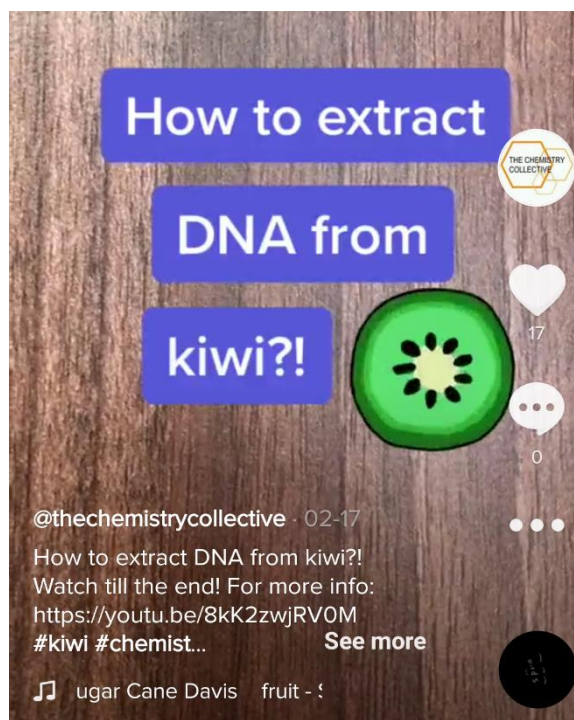 How to extract
DNA from
kiwi?!
THE CHEMISTRY
COLLECTIVE
17
0
@thechemistrycollective · 02-17
How to extract DNA from kiwi?!
Watch till the end! For more info:
https://youtu.be/8kK2zwjRV0M
#kiwi #chemist... See more
ugar Cane Davis fruit - S